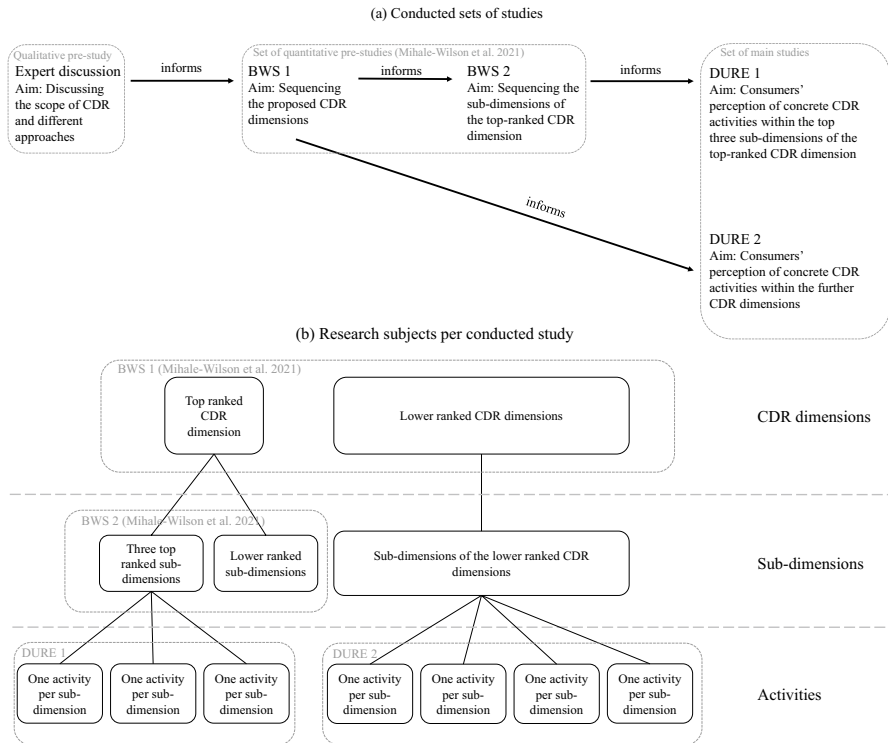 (a) Conducted sets of studies
Qualitative pre-study
Expert discussion
Aim: Discussing
the scope of CDR
and different
approaches
informs
Set of quantitative pre-studies (Mihale-Wilson et al. 2021)
BWS 1
Aim: Sequencing
the proposed CDR
dimensions
informs
BWS 2
Aim: Sequencing the
sub-dimensions of
the top-ranked CDR
dimension
informs
Set of main studies
DURE 1
Aim: Consumers’
perception of concrete CDR
activities within the top
three sub-dimensions of the
top-ranked CDR dimension
informs
DURE 2
Aim: Consumers’
perception of concrete CDR
activities within the further
CDR dimensions
(b) Research subjects per conducted study
BWS 1 (Mihale-Wilson et al. 2021)
Top ranked
CDR
dimension
Lower ranked CDR dimensions
CDR dimensions
BWS 2 (Mihale-Wilson et al. 2021)
Three top
ranked sub-
dimensions
Lower ranked
sub-dimensions
Sub-dimensions of the lower ranked CDR
dimensions
Sub-dimensions
DURE 1
One activity
per sub-
dimension
One activity
per sub-
dimension
One activity
per sub-
dimension
DURE 2
One activity
per sub-
dimension
One activity
per sub-
dimension
One activity
per sub-
dimension
One activity
per sub-
dimension
Activities